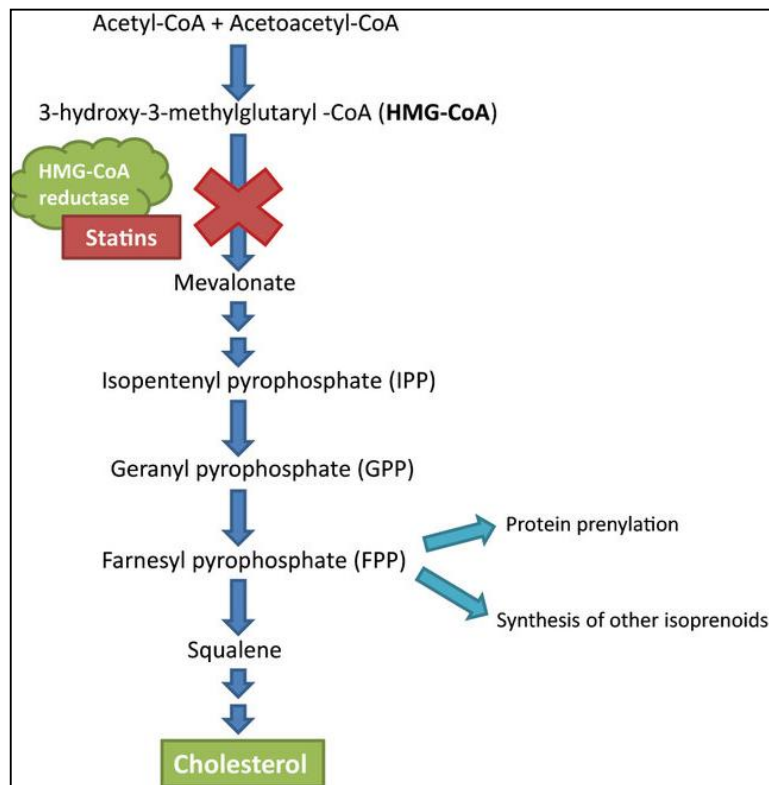 Acetyl-CoA + Acetoacetyl-CoA
3-hydroxy-3-methylglutaryl -CoA (HMG-CoA)
HMG-CoA
reductase
Statins
Mevalonate
Isopentenyl pyrophosphate (IPP)
Geranyl pyrophosphate (GPP)
Protein prenylation
Farnesyl pyrophosphate (FPP)
Synthesis of other isoprenoids
Squalene
Cholesterol